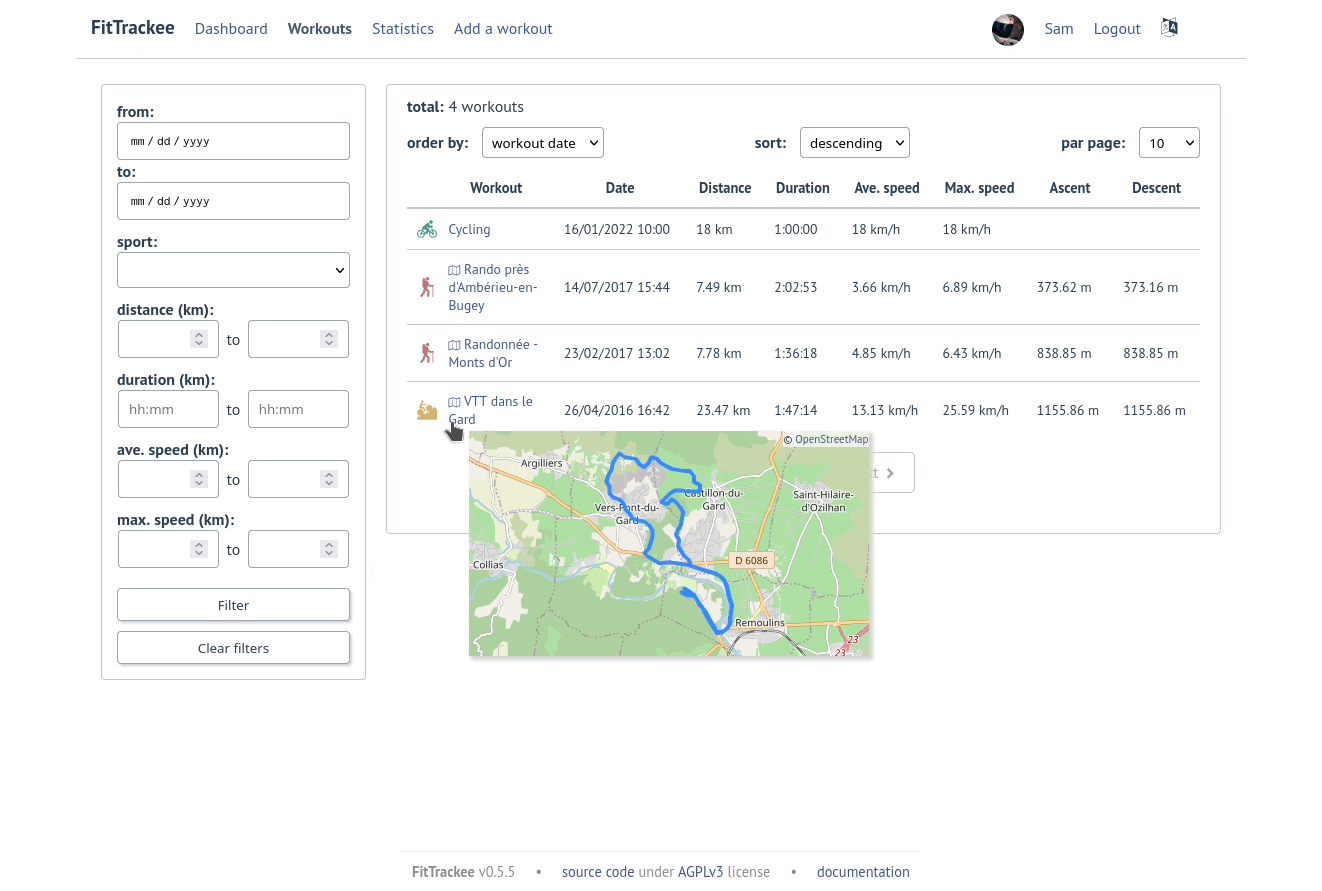 FitTrackee Dashboard Workouts Statistics Add a workout Sam Logout
from:
mm / dd / yyyy
to:
mm / dd / yyyy
sport:
distance (km):
to
duration (km):
hh:mm to hh:mm
ave. speed (km):
to
max. speed (km):
to
Filter
Clear filters
total: 4 workouts
order by: workout date sort: descending par page: 10
Workout Date Distance Duration Ave. speed Max. speed Ascent Descent
Cycling 16/01/2022 10:00 18 km 1:00:00 18 km/h 18 km/h
Rando près
d'Ambérieu-en-
Bugey
14/07/2017 15:44 7.49 km 2:02:53 3.66 km/h 6.89 km/h 373.62 m 373.16 m
Randonnée -
Monts d'Or
23/02/2017 13:02 7.78 km 1:36:18 4.85 km/h 6.43 km/h 838.85 m 838.85 m
VTT dans le
Gard
26/04/2016 16:42 23.47 km 1:47:14 13.13 km/h 25.59 km/h 1155.86 m 1155.86 m
© OpenStreetMap
Argilliers
Castillon-du-
Gard
Saint-Hilaire-
d'Ozilhan
Vers-Pont-du-
Gard
Collias
D 6086
Remoulins
23
23
t
FitTrackee v0.5.5 • source code under AGPLv3 license • documentation